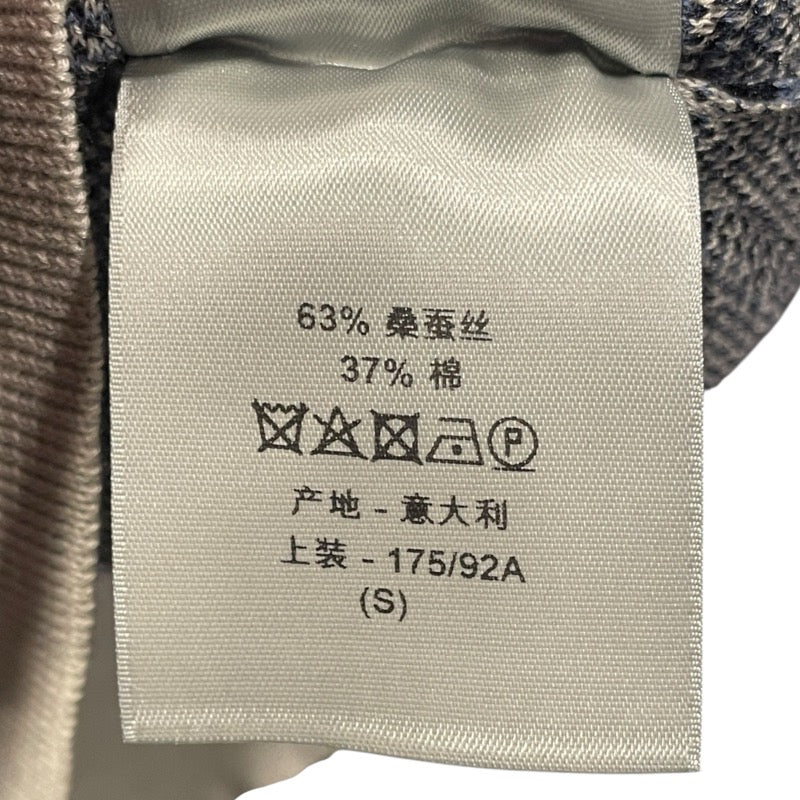 63% 桑蚕丝
37% 棉
P
产地 - 意大利
上装 - 175/92A
(S)